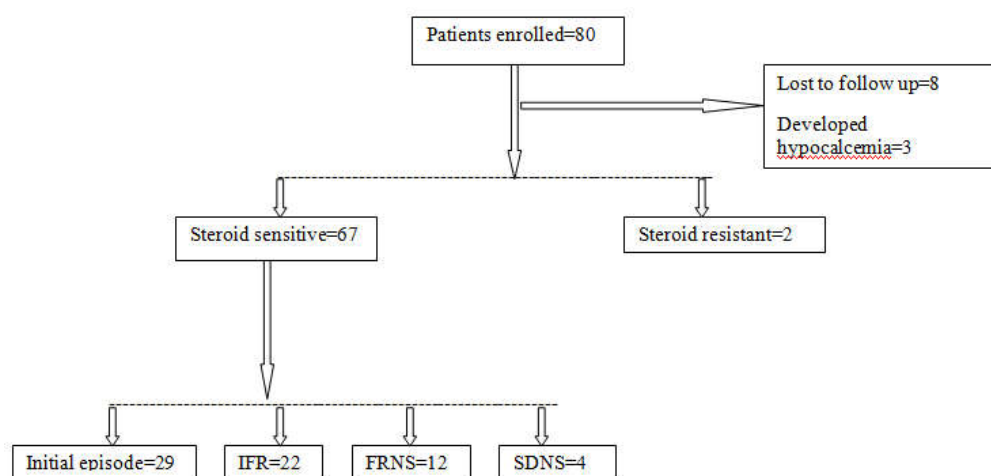 Patients enrolled=80
Lost to follow up=8
Developed
hypocalcemia=3
Steroid sensitive=67
Steroid resistant=2
Initial episode=29
IFR=22
FRNS=12
SDNS=4